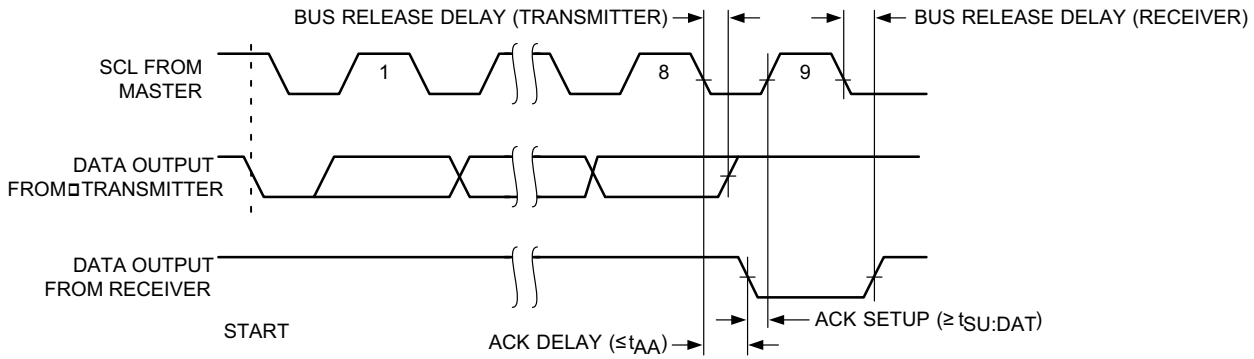 BUS RELEASE DELAY (TRANSMITTER)
BUS RELEASE DELAY (RECEIVER)
SCL FROM
MASTER
1
8
9
DATA OUTPUT
FROM□TRANSMITTER
DATA OUTPUT
FROM RECEIVER
START
ACK SETUP (≥ tSU:DAT)
ACK DELAY (≤tAA)